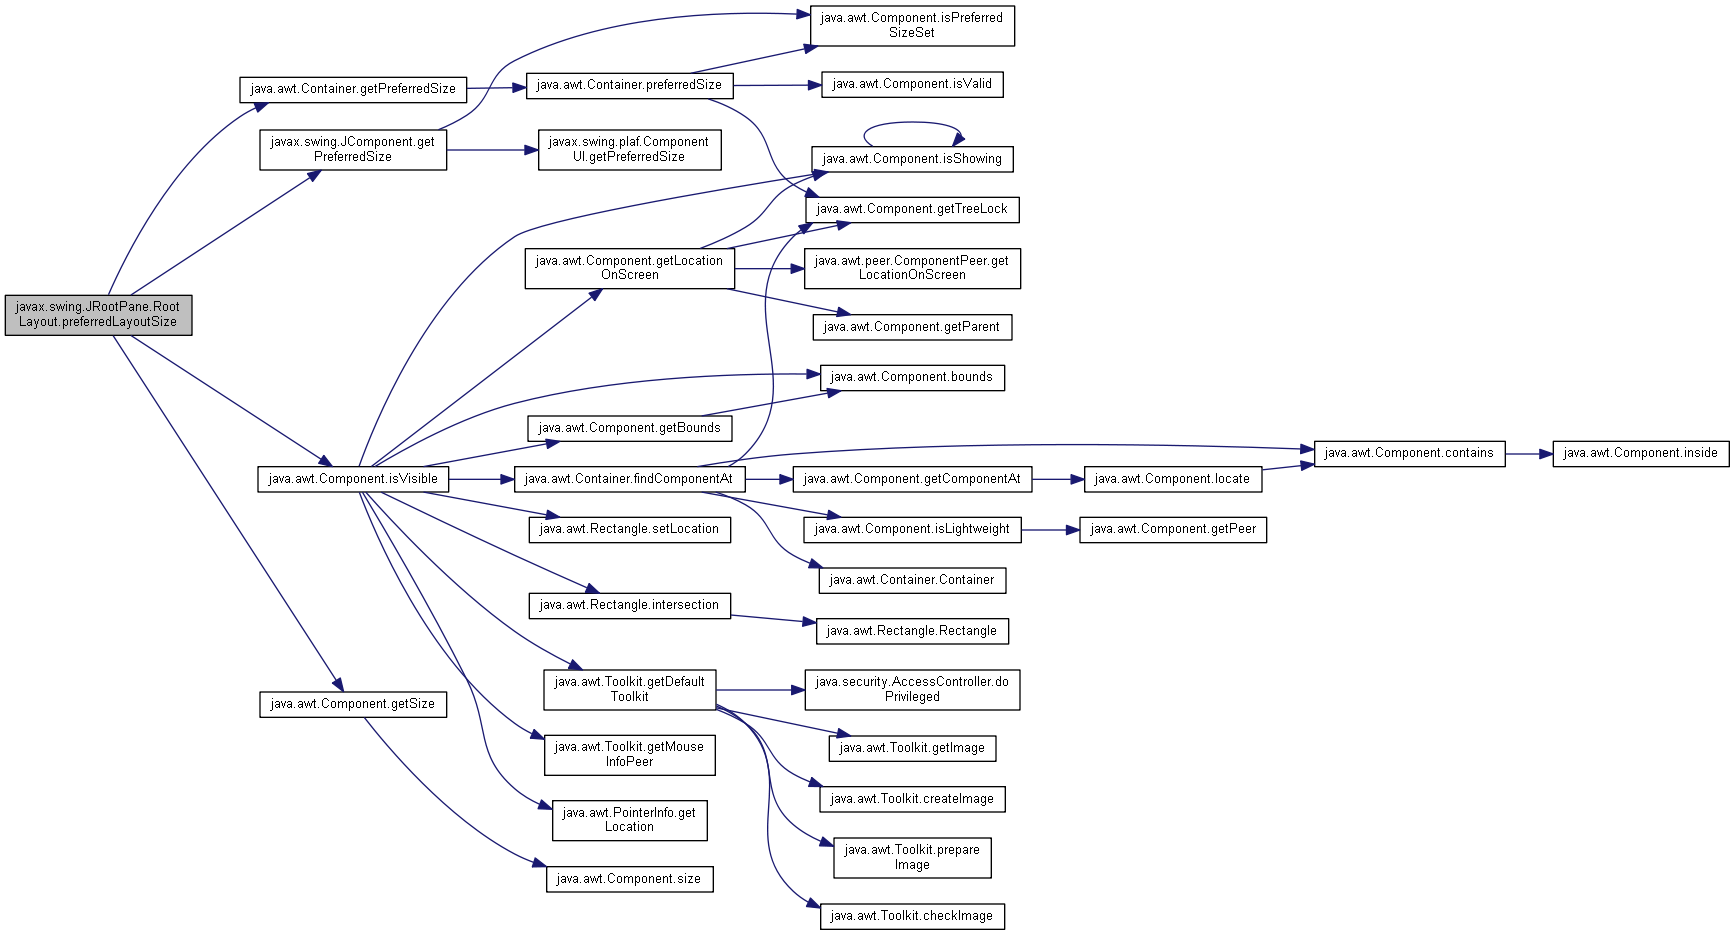 java.awt.Component.isPreferred
SizeSet
java.awt.Container.getPreferredSize
java.awt.Container.preferredSize
java.awt.Component.isValid
javax.swing.JComponent.get
PreferredSize
javax.swing.plaf.Component
UI.getPreferredSize
java.awt.Component.isShowing
java.awt.Component.getTreeLock
java.awt.Component.getLocation
OnScreen
java.awt.peer.ComponentPeer.get
LocationOnScreen
javax.swing.JRootPane.Root
Layout.preferredLayoutSize
java.awt.Component.getParent
java.awt.Component.bounds
java.awt.Component.getBounds
java.awt.Component.contains
java.awt.Component.inside
java.awt.Component.isVisible
java.awt.Container.findComponentAt
java.awt.Component.getComponentAt
java.awt.Component.locate
java.awt.Rectangle.setLocation
java.awt.Component.isLightweight
java.awt.Component.getPeer
java.awt.Container.Container
java.awt.Rectangle.intersection
java.awt.Rectangle.Rectangle
java.awt.Toolkit.getDefault
Toolkit
java.security.AccessController.do
Privileged
java.awt.Component.getSize
java.awt.Toolkit.getMouse
InfoPeer
java.awt.Toolkit.getImage
java.awt.Toolkit.createImage
java.awt.PointerInfo.get
Location
java.awt.Toolkit.prepare
Image
java.awt.Component.size
java.awt.Toolkit.checkImage